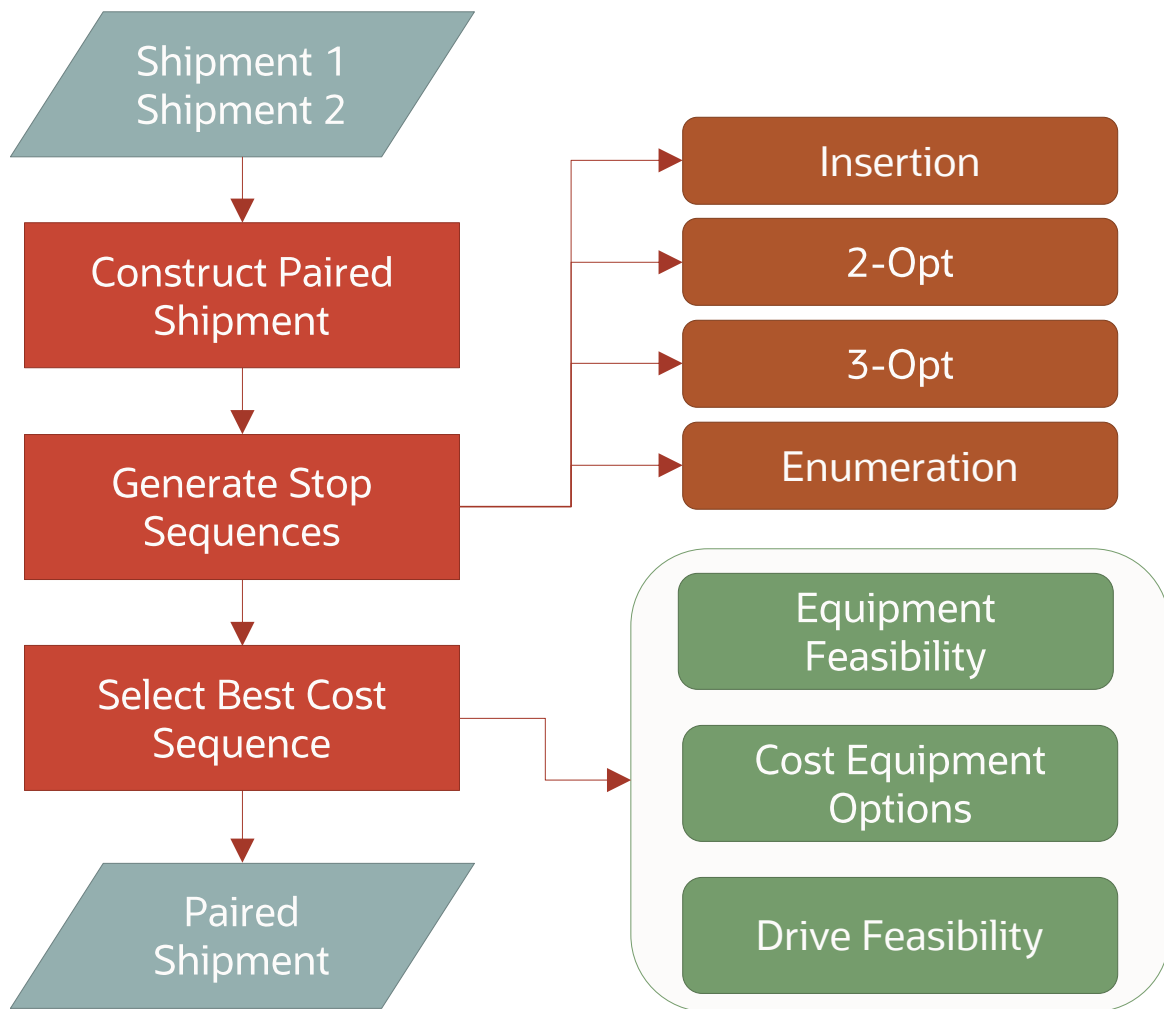 Shipment 1
Shipment 2
Construct Paired
Shipment
Generate Stop
Sequences
Select Best Cost
Sequence
Paired
Shipment
Insertion
2-Opt
3-Opt
Enumeration
Equipment
Feasibility
Cost Equipment
Options
Drive Feasibility